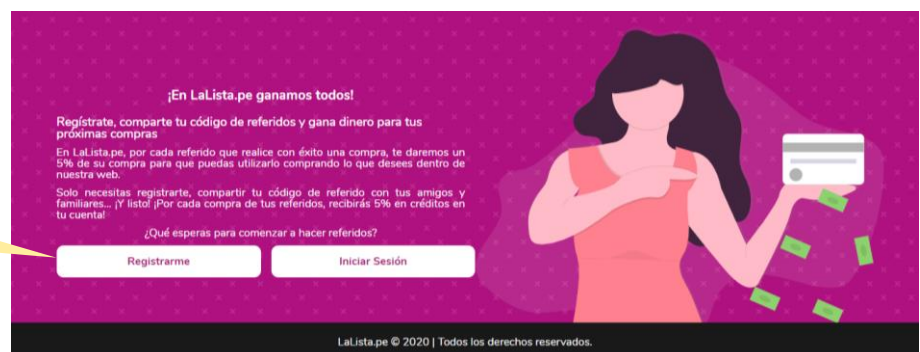 ¡En LaLista.pe ganamos todos!
Regístrate, comparte tu código de referidos y gana dinero para tus
próximas compras
En LaLista.pe, por cada referido que realice con éxito una compra, te daremos un
5% de su compra para que puedas utilizarlo comprando lo que desees dentro de
nuestra web.
Solo necesitas registrarte, compartir tu código de referido con tus amigos y
familiares... ¡Y listo! ¡Por cada compra de tus referidos, recibirás 5% en créditos en
tu cuenta!
¿Qué esperas para comenzar a hacer referidos?
Registrarme
Iniciar Sesión
LaLista.pe © 2020 | Todos los derechos reservados.